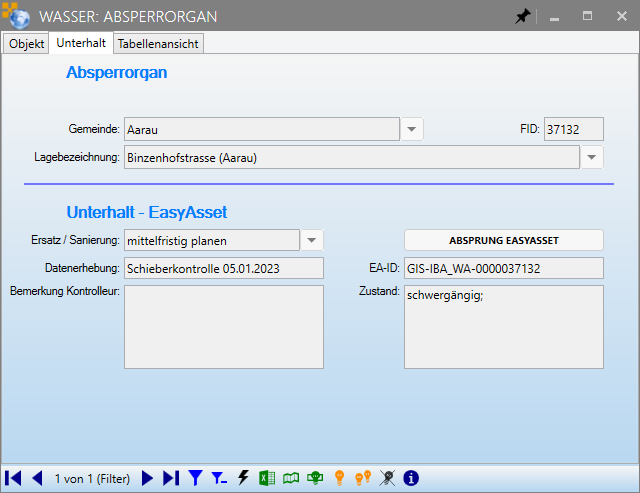 WASSER: ABSPERRORGAN
Objekt Unterhalt Tabellenansicht
Absperrorgan
Gemeinde: Aarau FID: 37132
Lagebezeichnung: Binzenhofstrasse (Aarau)
Unterhalt - EasyAsset
Ersatz / Sanierung: mittelfristig planen ABSPRUNG EASYASSET
Datenerhebung: Schieberkontrolle 05.01.2023 EA-ID: GIS-IBA_WA-0000037132
Bemerkung Kontrolleur: Zustand: schwergängig;
1 von 1 (Filter)